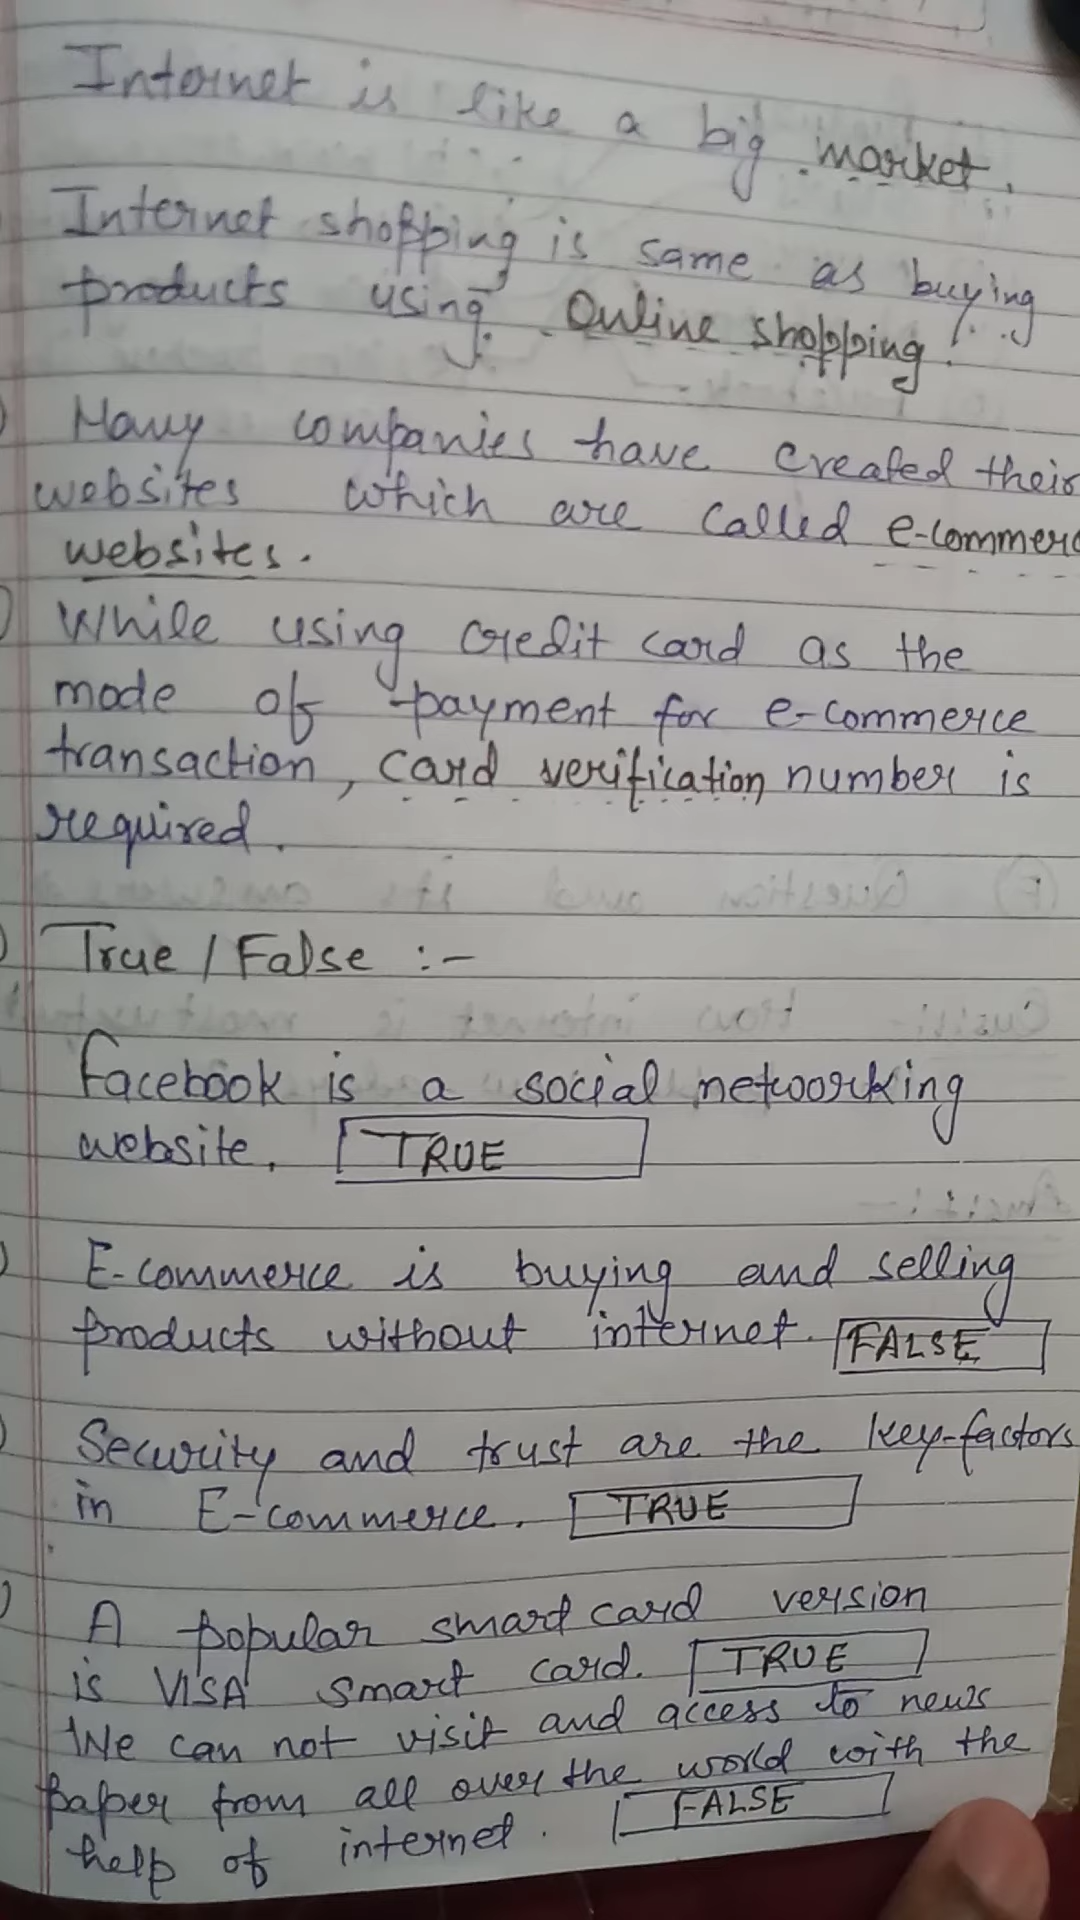 Internet is like a big market.
Internet shopping is same as buying
products using Online shopping.
Many companies have created their
websites which are called e-commerc
websites.
While using credit card as the
mode of payment for e-commerce
transaction, card verification number is
required.
True / False :-
Facebook is a social networking
website. TRUE
E-commerce is buying and selling
products without internet. FALSE
Security and trust are the key-factors
in E-commerce. TRUE
A popular smart card version
is VISA smart card. TRUE
We can not visit and access to news
paper from all over the world with the
help of internet. FALSE